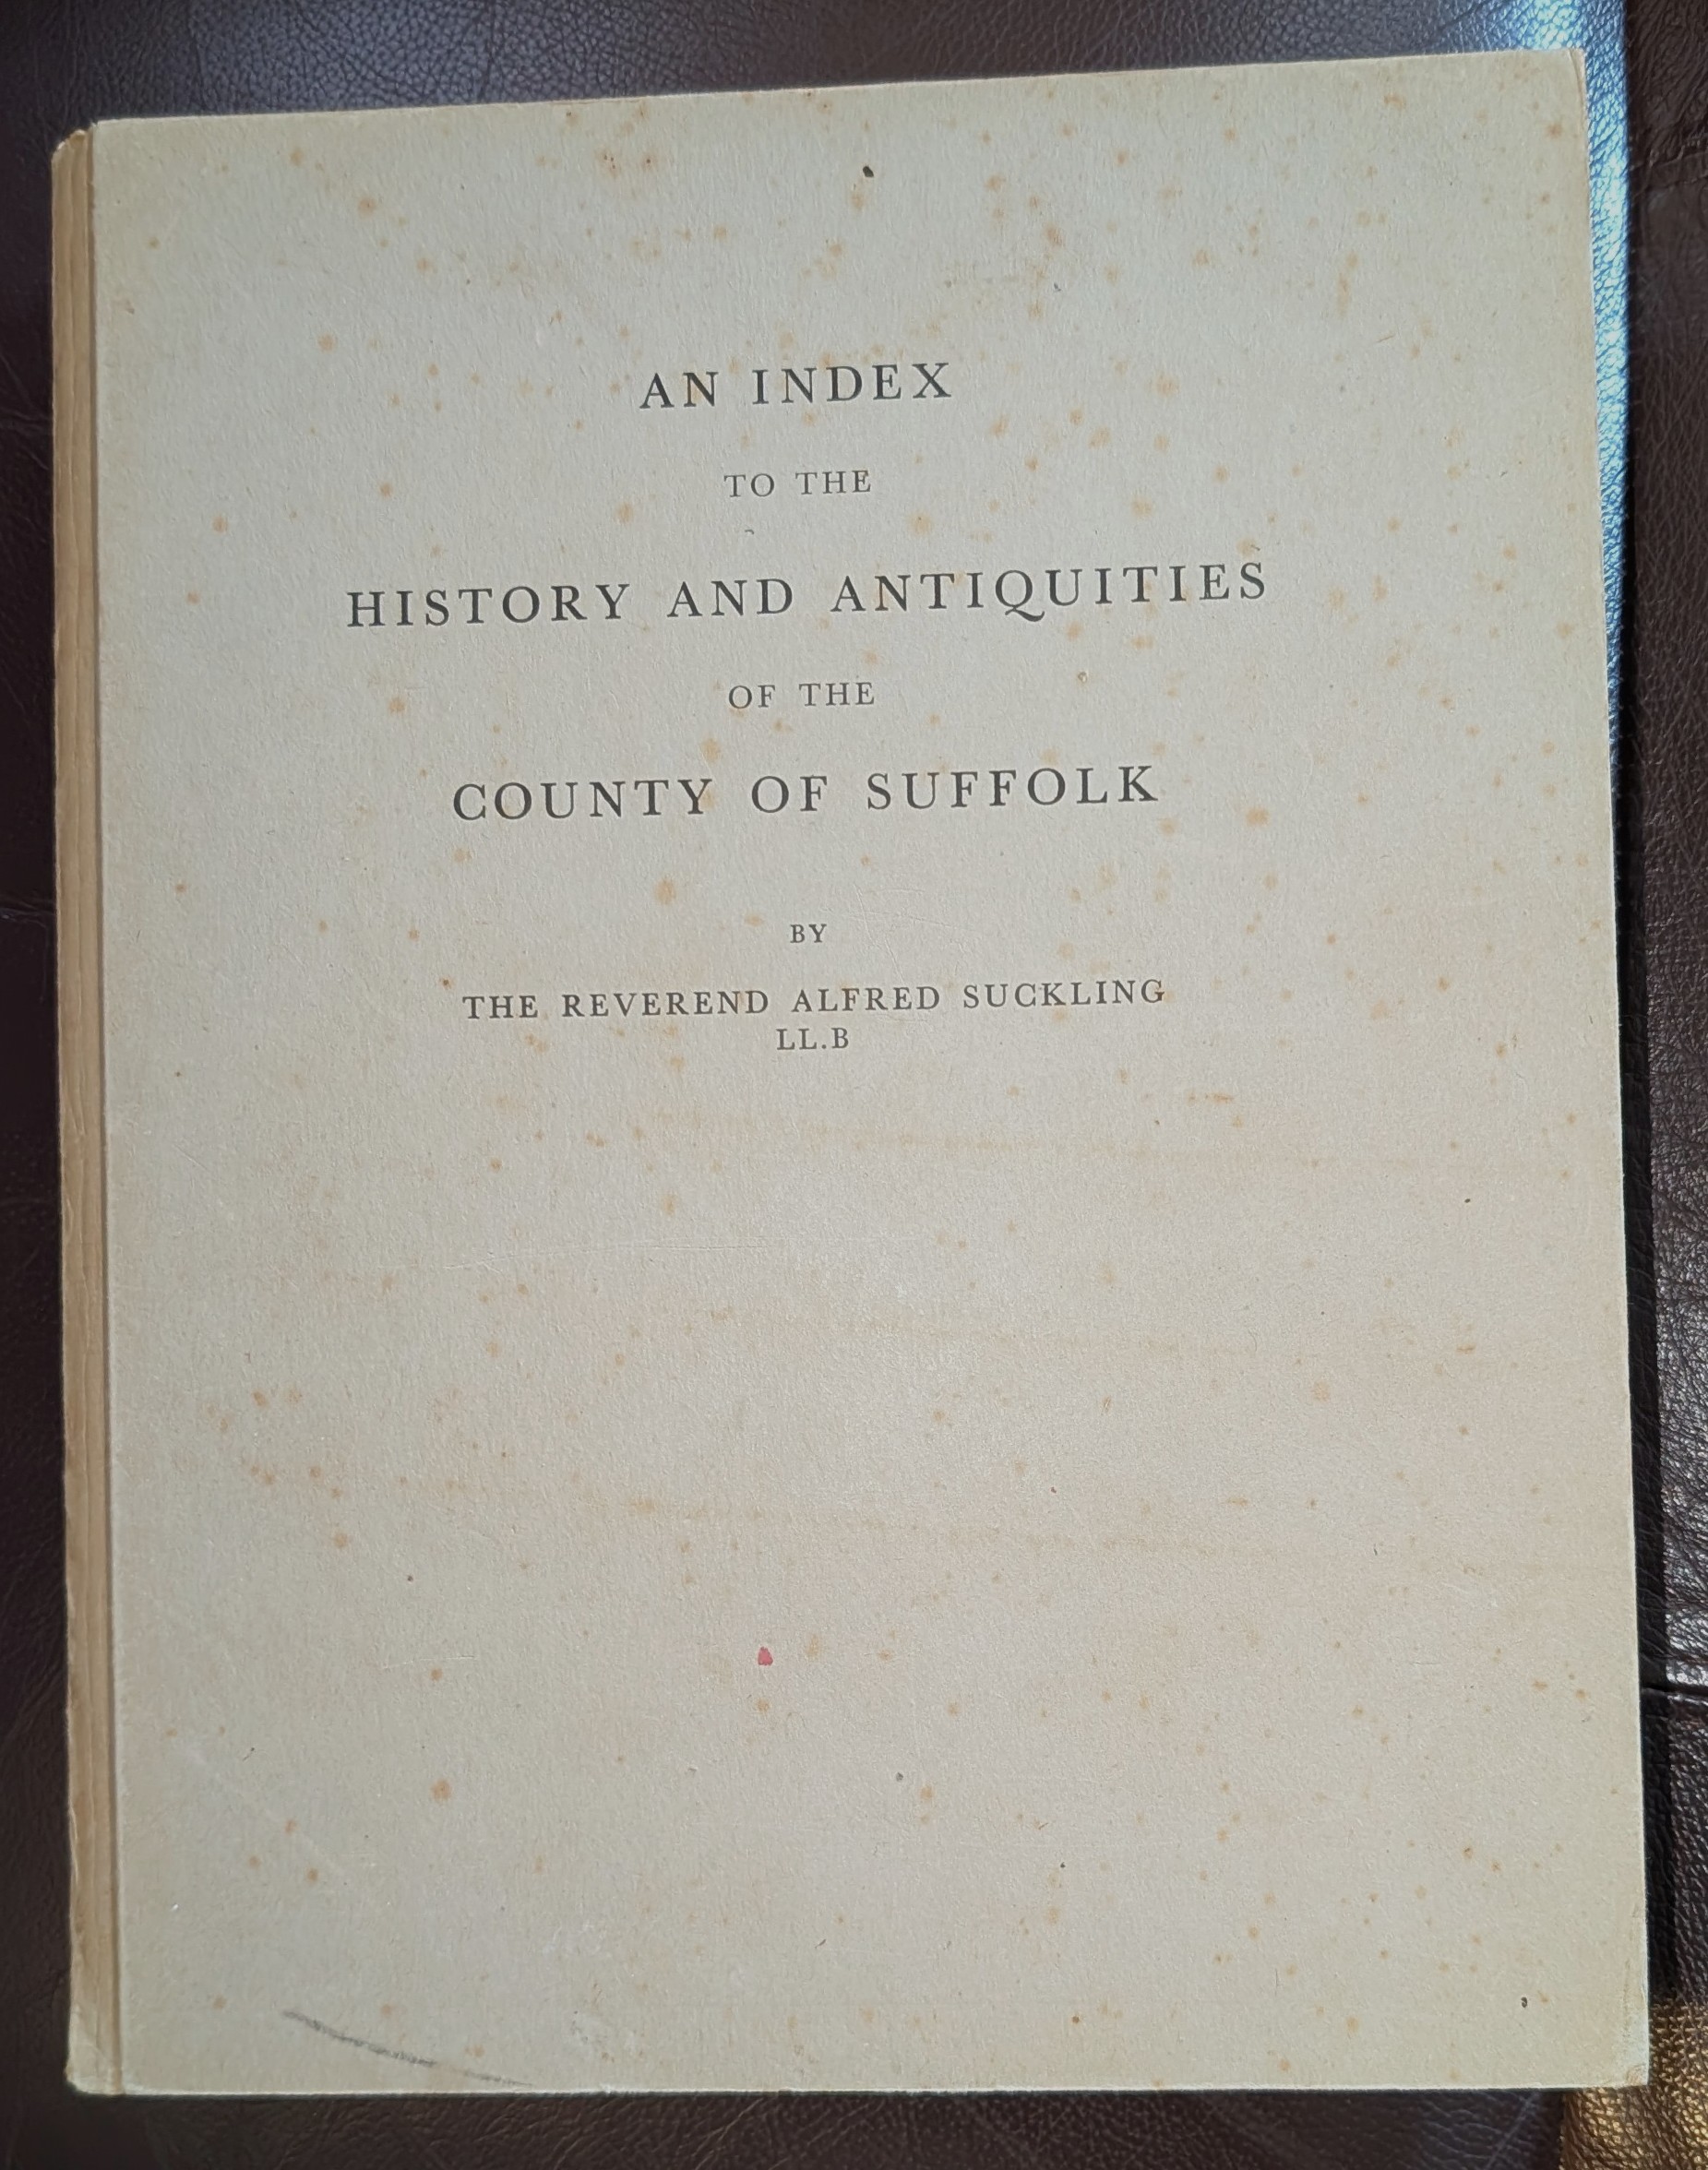 AN INDEX
TO THE
HISTORY AND ANTIQUITIES
OF THE
COUNTY OF SUFFOLK
BY
THE REVEREND ALFRED SUCKLING
LL.B